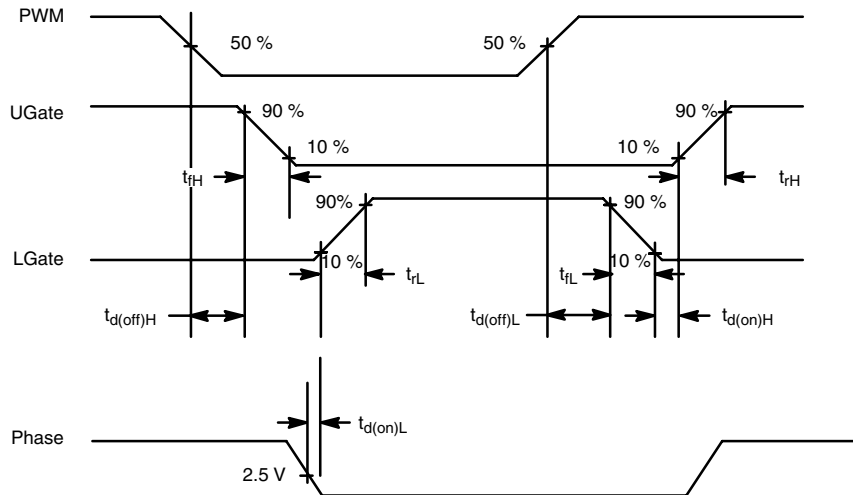 PWM
50 %
50 %
UGate
90 %
90 %
10 %
10 %
tfH
trH
90%
90 %
LGate
10 %
trL
tfL
10 %
td(off)H
td(off)L
td(on)H
td(on)L
Phase
2.5 V